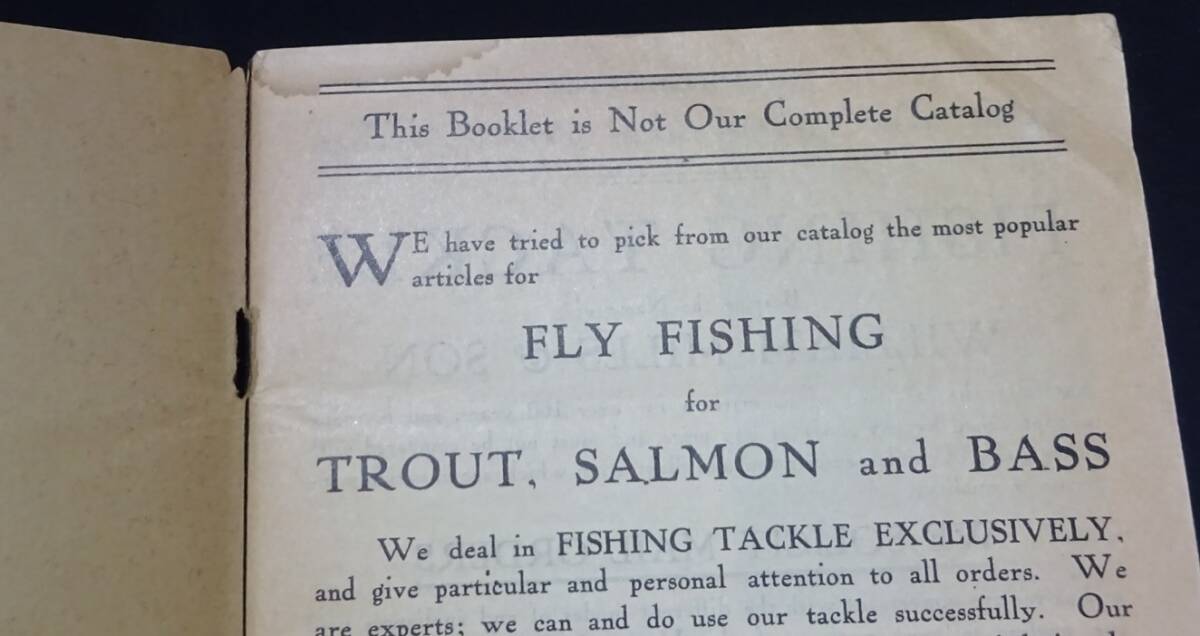 This Booklet is Not Our Complete Catalog
WE have tried to pick from our catalog the most popular
articles for
FLY FISHING
for
TROUT, SALMON and BASS
We deal in FISHING TACKLE EXCLUSIVELY,
and give particular and personal attention to all orders. We
are experts; we can and do use our tackle successfully. Our